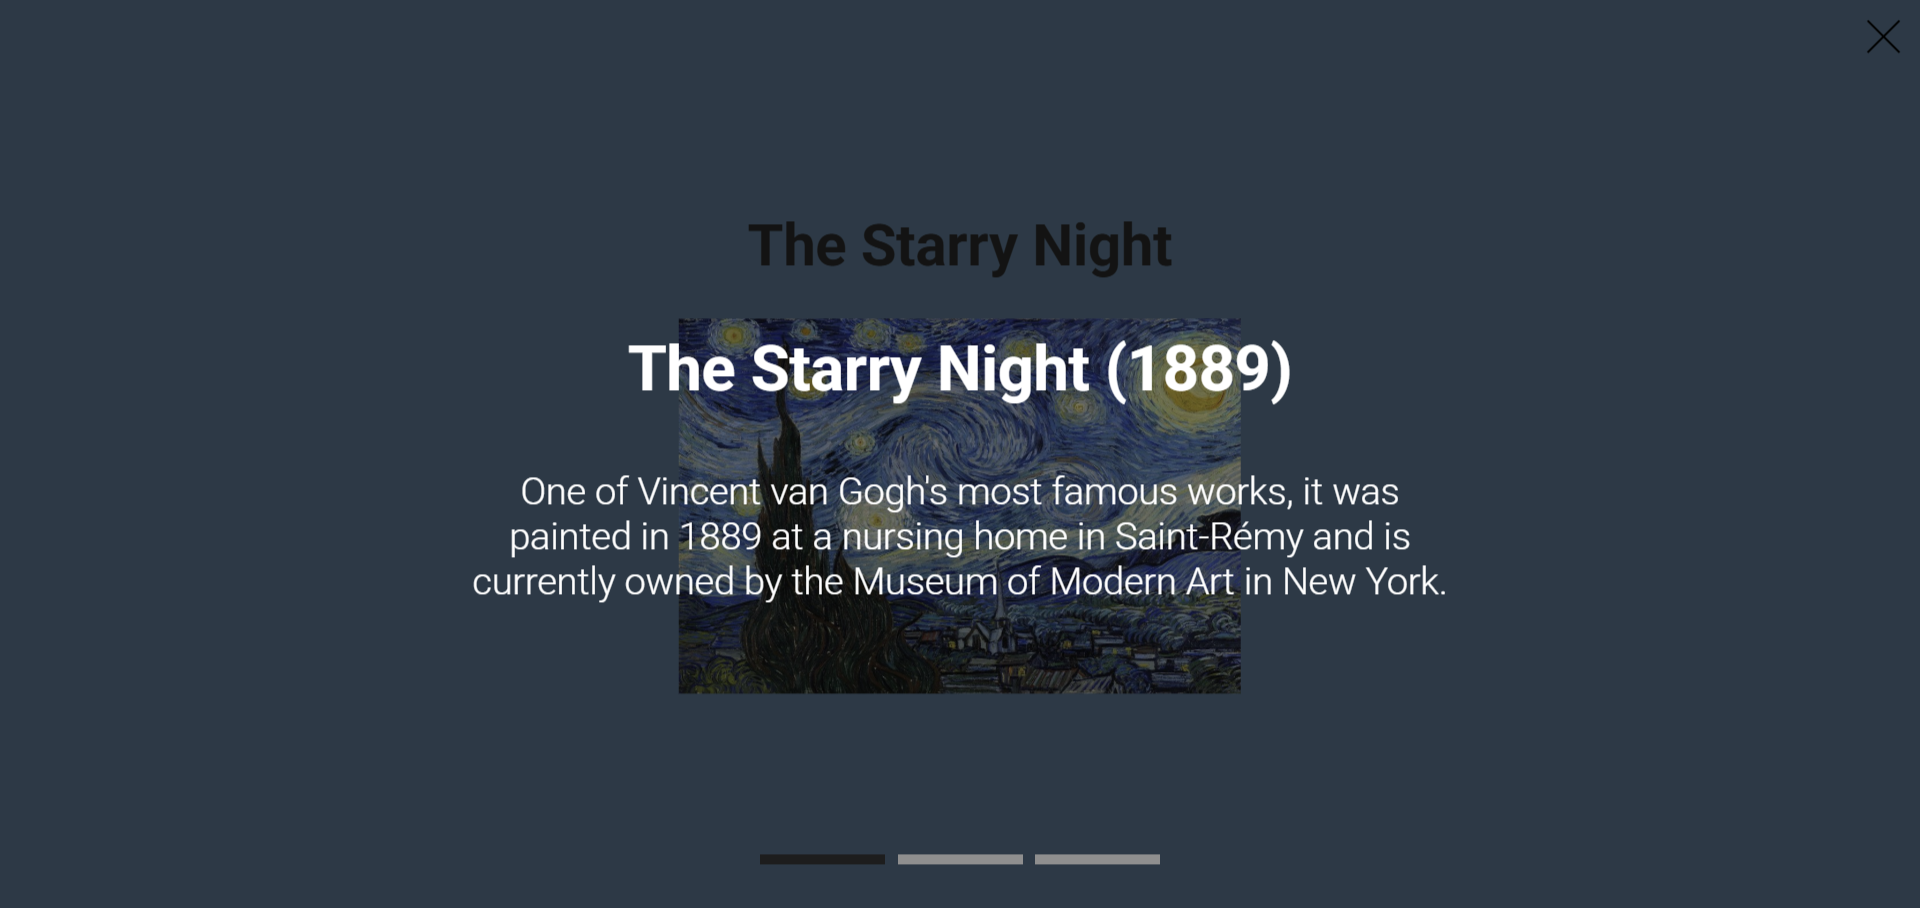 The Starry Night
The Starry Night (1889)
One of Vincent van Gogh's most famous works, it was
painted in 1889 at a nursing home in Saint-Rémy and is
currently owned by the Museum of Modern Art in New York.